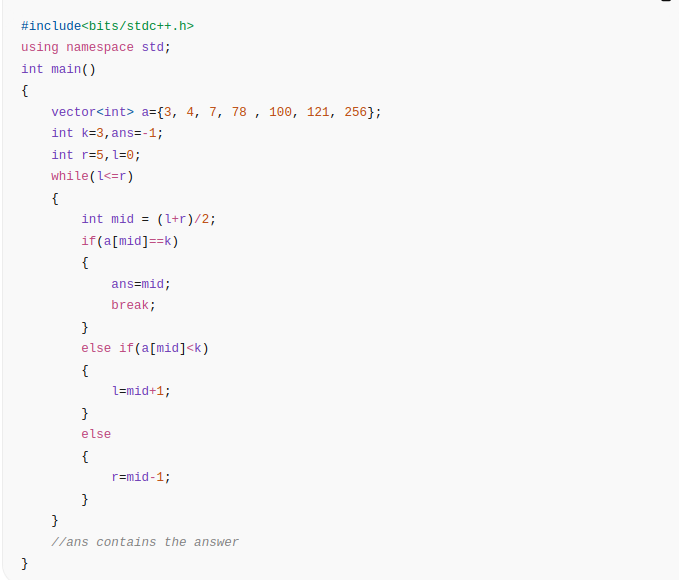 #include<bits/stdc++.h>
using namespace std;
int main()
{
    vector<int> a={3, 4, 7, 78 , 100, 121, 256};
    int k=3,ans=-1;
    int r=5,l=0;
    while(l<=r)
    {
        int mid = (l+r)/2;
        if(a[mid]==k)
        {
            ans=mid;
            break;
        }
        else if(a[mid]<k)
        {
            l=mid+1;
        }
        else
        {
            r=mid-1;
        }
    }
    //ans contains the answer
}